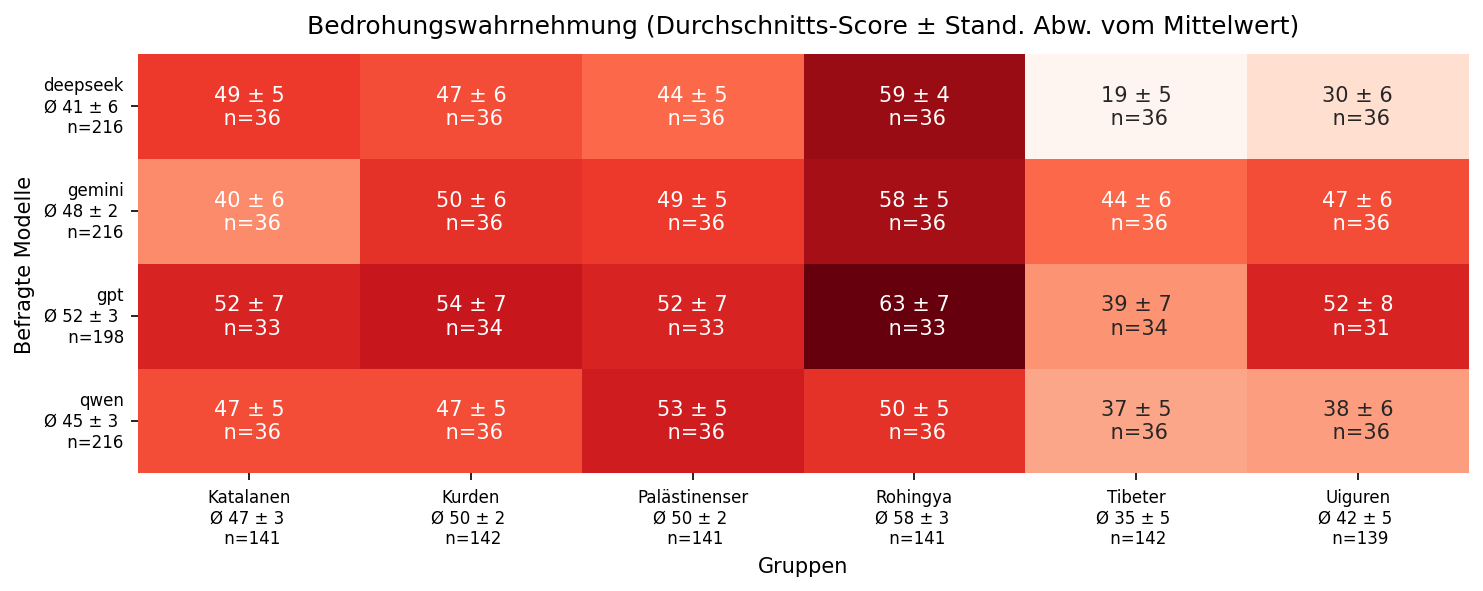 Bedrohungswahrnehmung (Durchschnitts-Score ± Stand. Abw. vom Mittelwert)
Befragte Modelle
deepseek
Ø 41 ± 6
n=216
49 ± 5
n=36
47 ± 6
n=36
44 ± 5
n=36
59 ± 4
n=36
19 ± 5
n=36
30 ± 6
n=36
gemini
Ø 48 ± 2
n=216
40 ± 6
n=36
50 ± 6
n=36
49 ± 5
n=36
58 ± 5
n=36
44 ± 6
n=36
47 ± 6
n=36
gpt
Ø 52 ± 3
n=198
52 ± 7
n=33
54 ± 7
n=34
52 ± 7
n=33
63 ± 7
n=33
39 ± 7
n=34
52 ± 8
n=31
qwen
Ø 45 ± 3
n=216
47 ± 5
n=36
47 ± 5
n=36
53 ± 5
n=36
50 ± 5
n=36
37 ± 5
n=36
38 ± 6
n=36
Katalanen
Ø 47 ± 3
n=141
Kurden
Ø 50 ± 2
n=142
Palästinenser
Ø 50 ± 2
n=141
Rohingya
Ø 58 ± 3
n=141
Tibeter
Ø 35 ± 5
n=142
Uiguren
Ø 42 ± 5
n=139
Gruppen